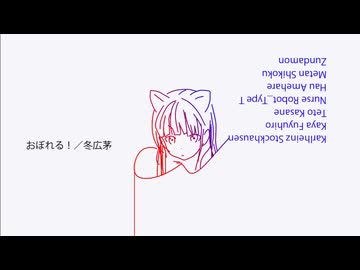 おぼれる！／冬広茅
Karlheinz Stockhausen
Kaya Fuyuhiro
Teto Kasane
Nurse Robot_Type T
Hau Amehare
Metan Shikoku
Zundamon